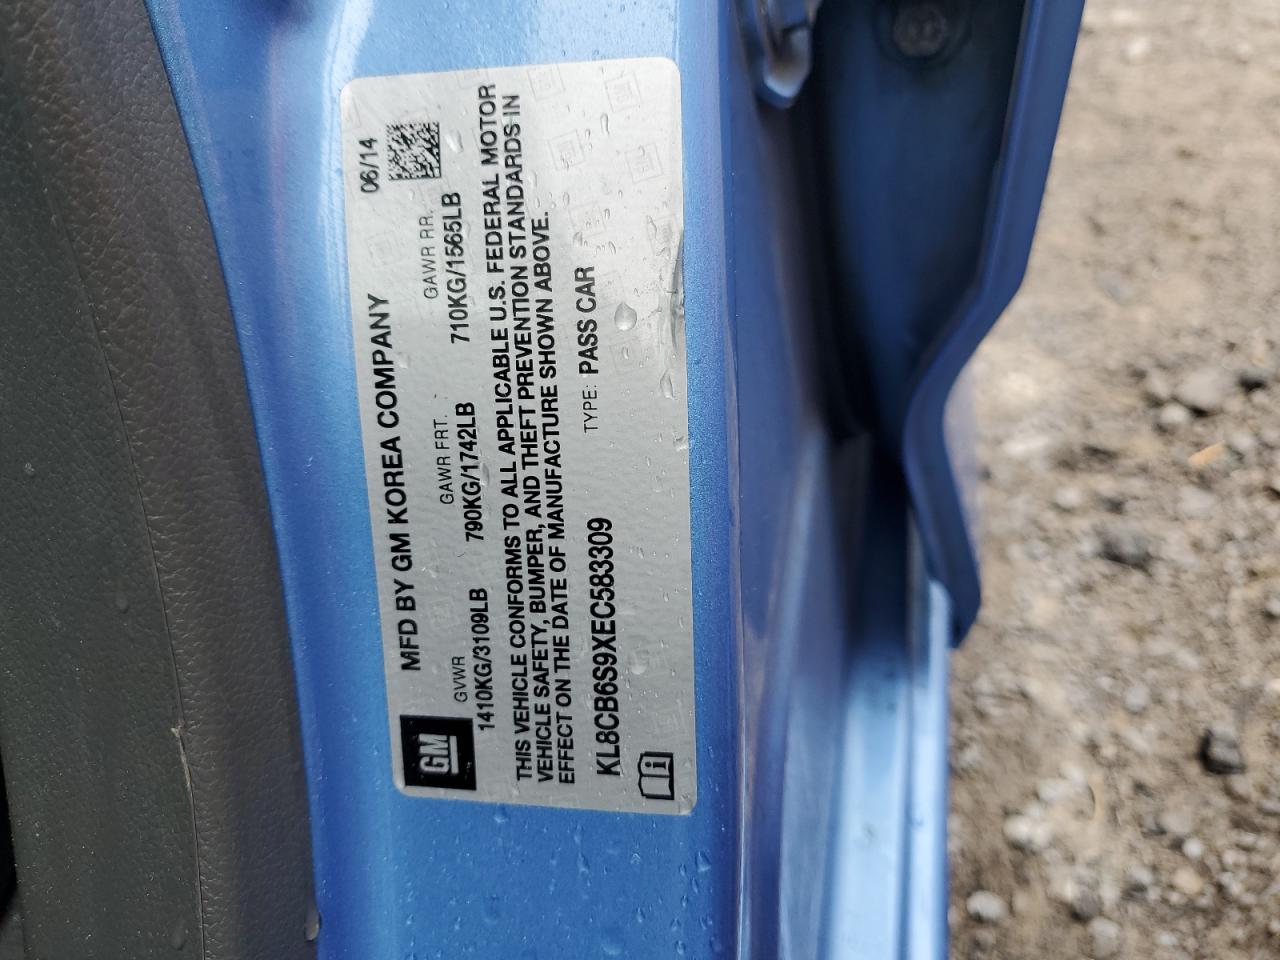 GM
MFD BY GM KOREA COMPANY
06/14
GVWR
GAWR FRT.
GAWR RR.
1410KG/3109LB
790KG/1742LB
710KG/1565LB
THIS VEHICLE CONFORMS TO ALL APPLICABLE U.S. FEDERAL MOTOR
VEHICLE SAFETY, BUMPER, AND THEFT PREVENTION STANDARDS IN
EFFECT ON THE DATE OF MANUFACTURE SHOWN ABOVE.
TYPE: PASS CAR
KL8CB6S9XEC583309